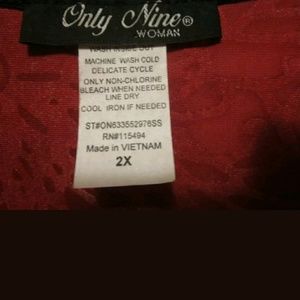 Only Nine®
WOMAN
WASH INSIDE OUT
MACHINE WASH COLD
DELICATE CYCLE
ONLY NON-CHLORINE
BLEACH WHEN NEEDED
LINE DRY
COOL IRON IF NEEDED
ST#ON633552976SS
RN#115494
Made in VIETNAM
2X